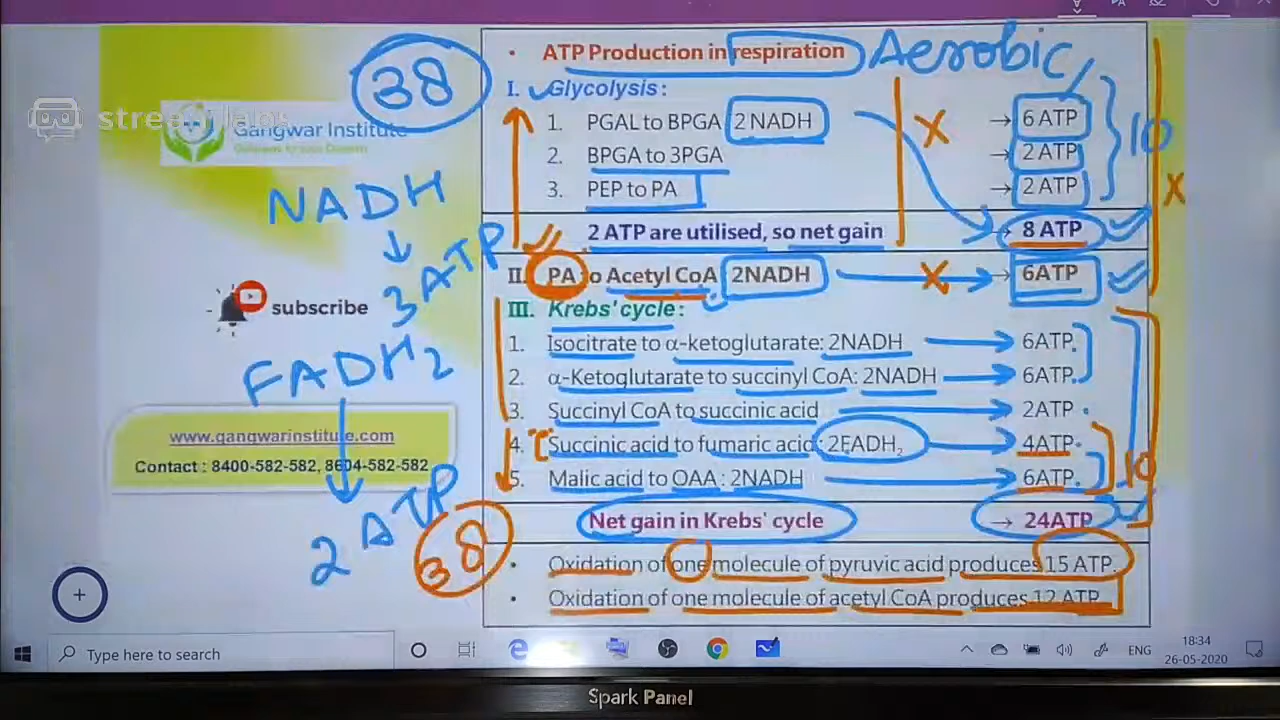 • ATP Production in respiration Aerobic
38
I. Glycolysis :
streamlabs
Gangwar Institute
1. PGAL to BPGA 2 NADH X → 6 ATP
10
2. BPGA to 3PGA → 2 ATP
3. PEP to PA → 2 ATP
X
NADH
2 ATP are utilised, so net gain → 8 ATP
3 ATP
II. PA to Acetyl CoA 2NADH X → 6ATP
subscribe
III. Krebs' cycle :
1. Isocitrate to α-ketoglutarate: 2NADH 6ATP.
FADH2
2. α-Ketoglutarate to succinyl CoA: 2NADH 6ATP.
3. Succinyl CoA to succinic acid 2ATP
www.gangwarinstitute.com
4. Succinic acid to fumaric acid: 2FADH₂ 4ATP
Contact : 8400-582-582, 8604-582-582
5. Malic acid to OAA : 2NADH 6ATP.
10
2 ATP
Net gain in Krebs' cycle → 24ATP
38
• Oxidation of one molecule of pyruvic acid produces 15 ATP.
• Oxidation of one molecule of acetyl CoA produces 12 ATP
Type here to search
ENG
18:34
26-05-2020
Spark Panel